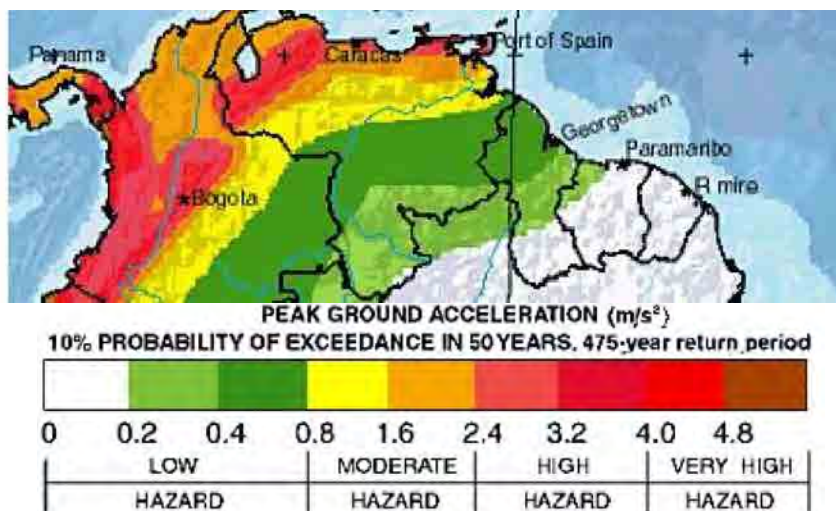 Panama
Caracas
Port of Spain
Georgetown
Paramaribo
Bogota
R mire
PEAK GROUND ACCELERATION (m/s²)
10% PROBABILITY OF EXCEEDANCE IN 50 YEARS, 475-year return period
0 0.2 0.4 0.8 1.6 2.4 3.2 4.0 4.8
LOW MODERATE HIGH VERY HIGH
HAZARD HAZARD HAZARD HAZARD